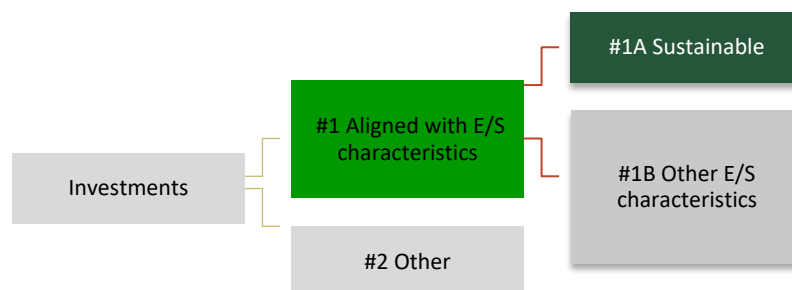 #1A Sustainable
#1 Aligned with E/S
characteristics
#1B Other E/S
characteristics
Investments
#2 Other